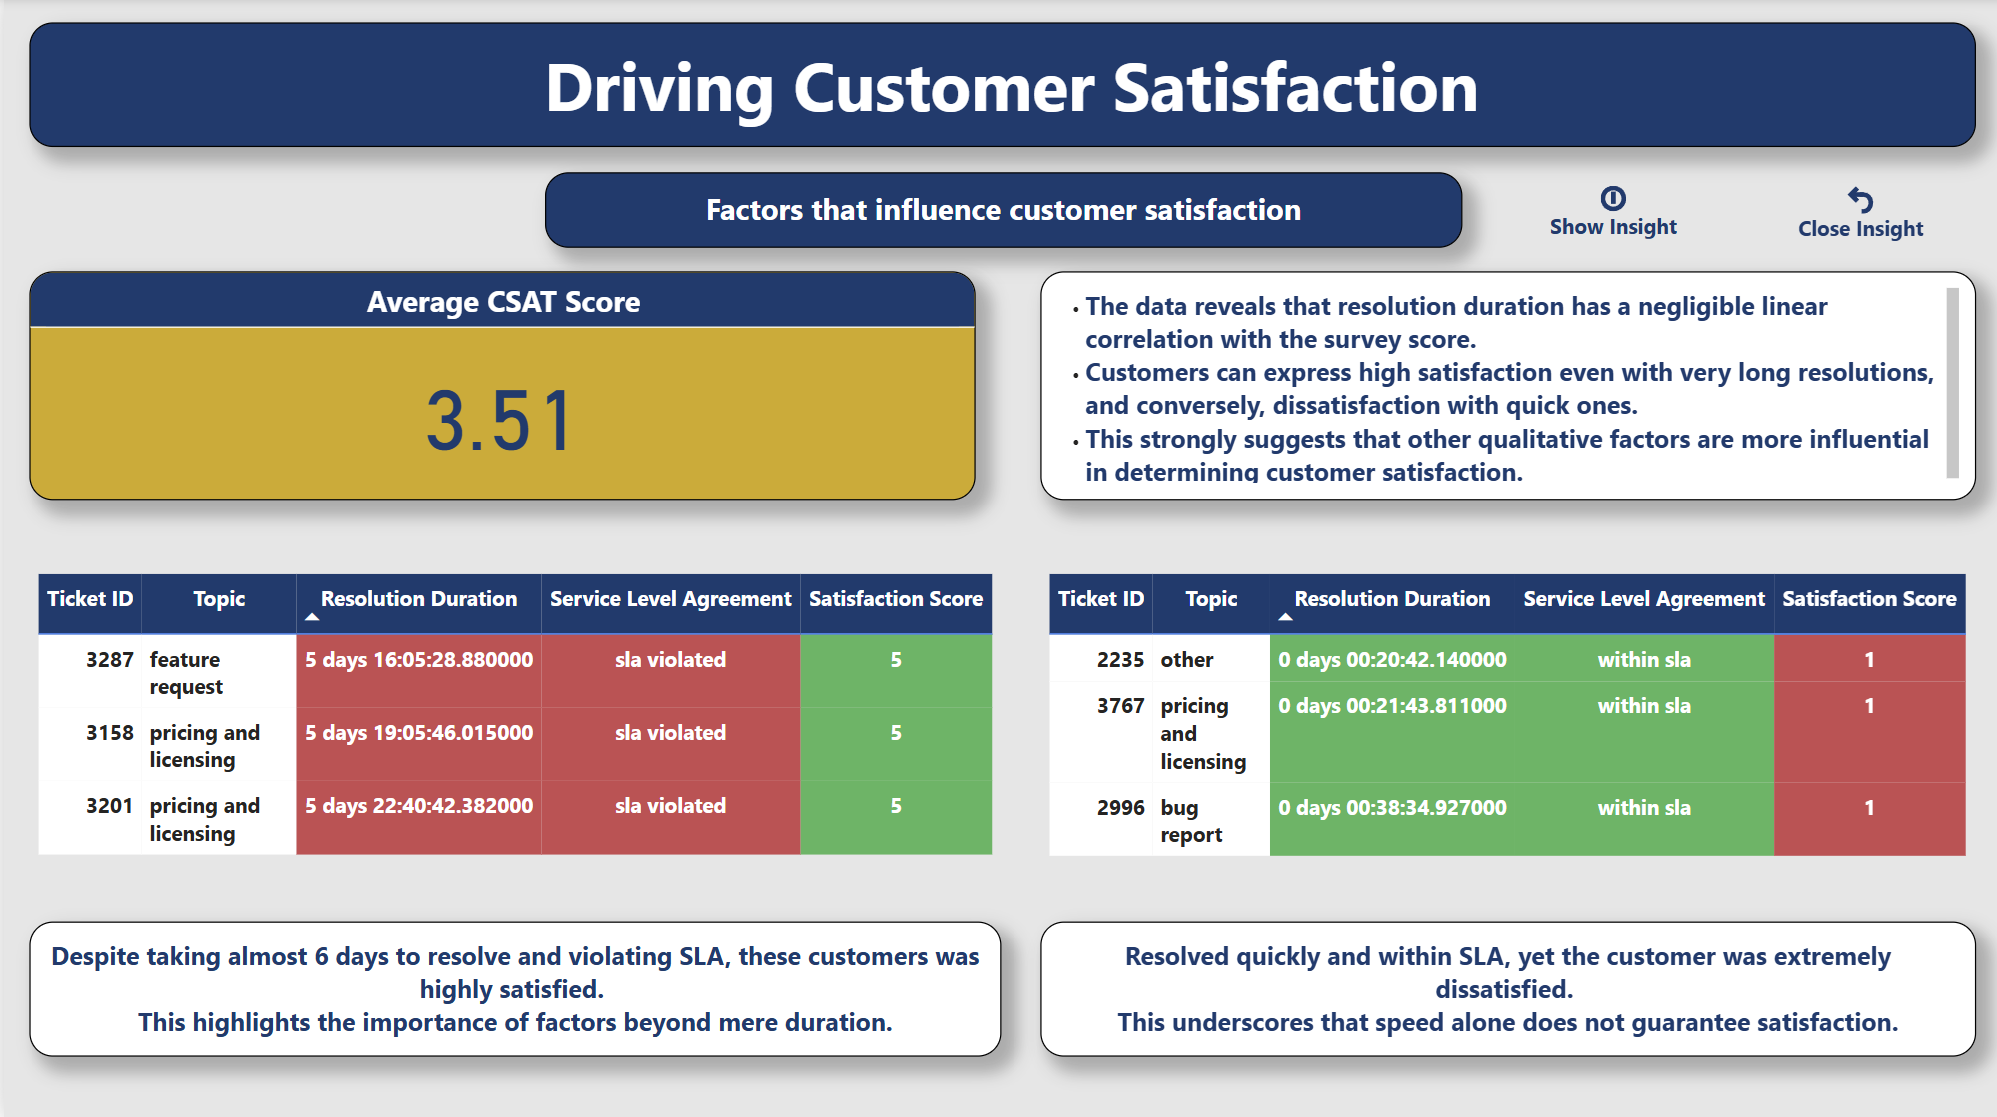 Driving Customer Satisfaction
Factors that influence customer satisfaction
Show Insight
Close Insight
Average CSAT Score
3.51
• The data reveals that resolution duration has a negligible linear
correlation with the survey score.
• Customers can express high satisfaction even with very long resolutions,
and conversely, dissatisfaction with quick ones.
• This strongly suggests that other qualitative factors are more influential
in determining customer satisfaction.
Ticket ID Topic Resolution Duration Service Level Agreement Satisfaction Score
3287 feature 5 days 16:05:28.880000 sla violated 5
request
3158 pricing and 5 days 19:05:46.015000 sla violated 5
licensing
3201 pricing and 5 days 22:40:42.382000 sla violated 5
licensing
Ticket ID Topic Resolution Duration Service Level Agreement Satisfaction Score
2235 other 0 days 00:20:42.140000 within sla 1
3767 pricing 0 days 00:21:43.811000 within sla 1
and
licensing
2996 bug 0 days 00:38:34.927000 within sla 1
report
Despite taking almost 6 days to resolve and violating SLA, these customers was
highly satisfied.
This highlights the importance of factors beyond mere duration.
Resolved quickly and within SLA, yet the customer was extremely
dissatisfied.
This underscores that speed alone does not guarantee satisfaction.